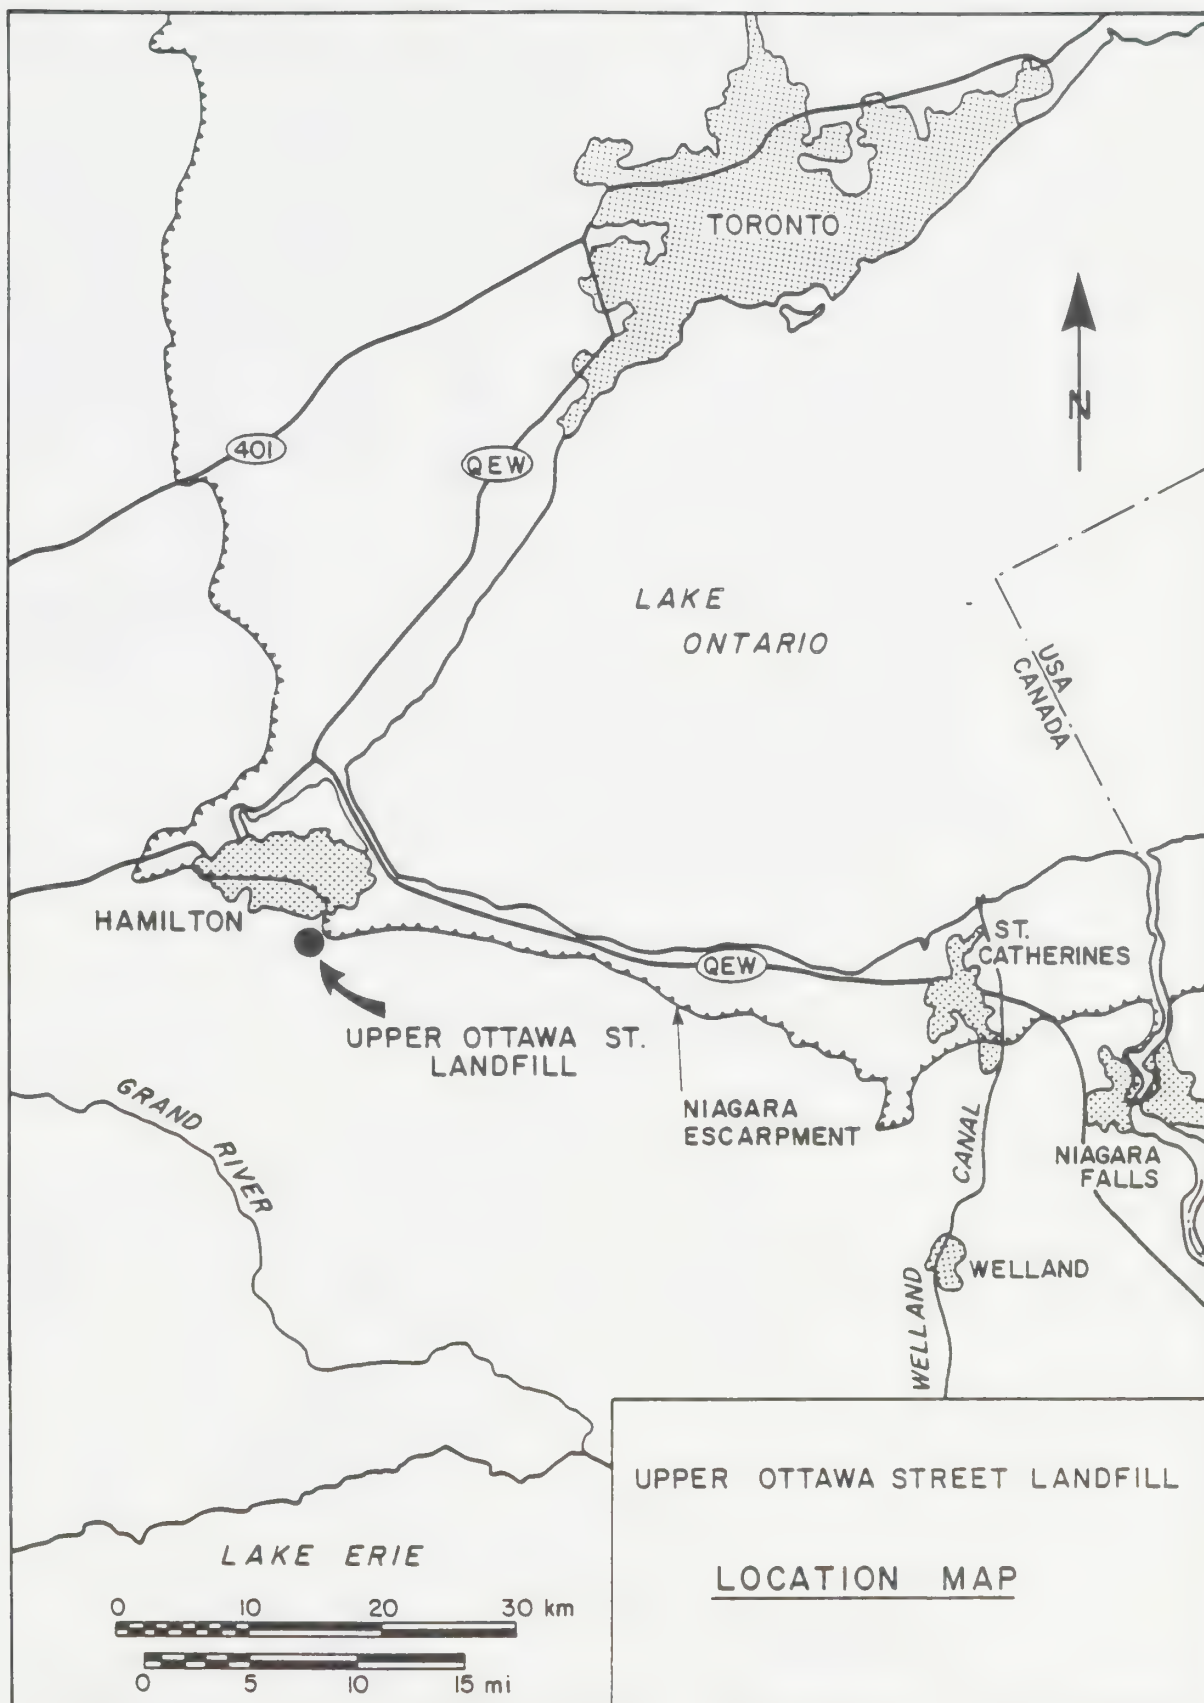 TORONTO
N
401
QEW
LAKE
ONTARIO
USA
CANADA
HAMILTON
ST.
CATHERINES
QEW
UPPER OTTAWA ST.
LANDFILL
GRAND RIVER
NIAGARA
ESCARPMENT
WELLAND CANAL
NIAGARA
FALLS
WELLAND
LAKE ERIE
0 10 20 30 km
0 5 10 15 mi
UPPER OTTAWA STREET LANDFILL
LOCATION MAP